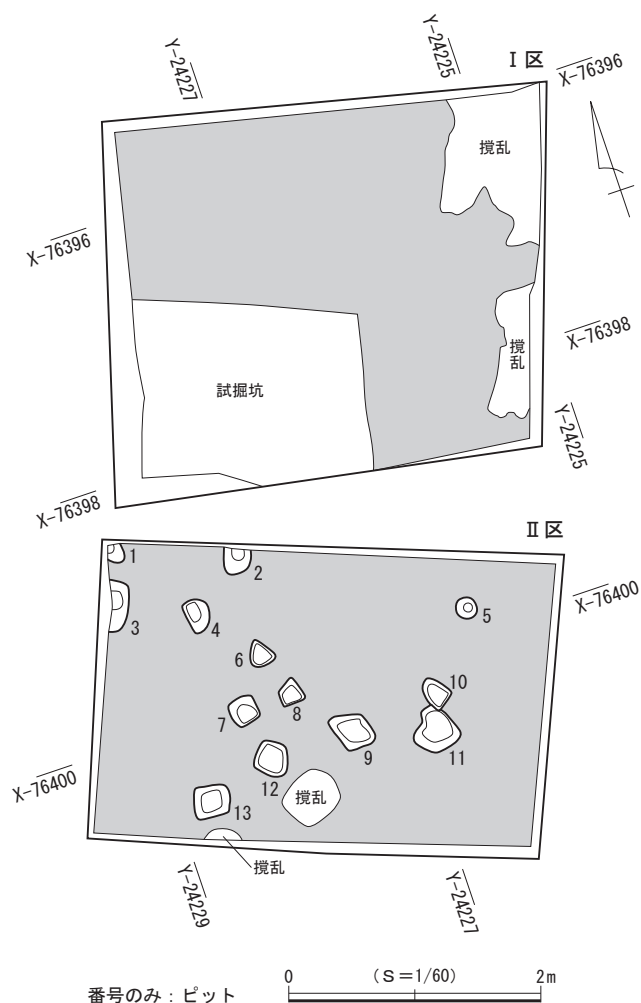 Y-24227
Y-24225
Ⅰ区
X-76396
撹乱
X-76396
X-76398
撹乱
試掘坑
Y-24225
X-76398
Ⅱ区
1
2
X-76400
3
4
5
6
10
8
7
9
11
X-76400
12
撹乱
13
撹乱
Y-24229
Y-24227
番号のみ：ピット
0 (S＝1/60) 2m